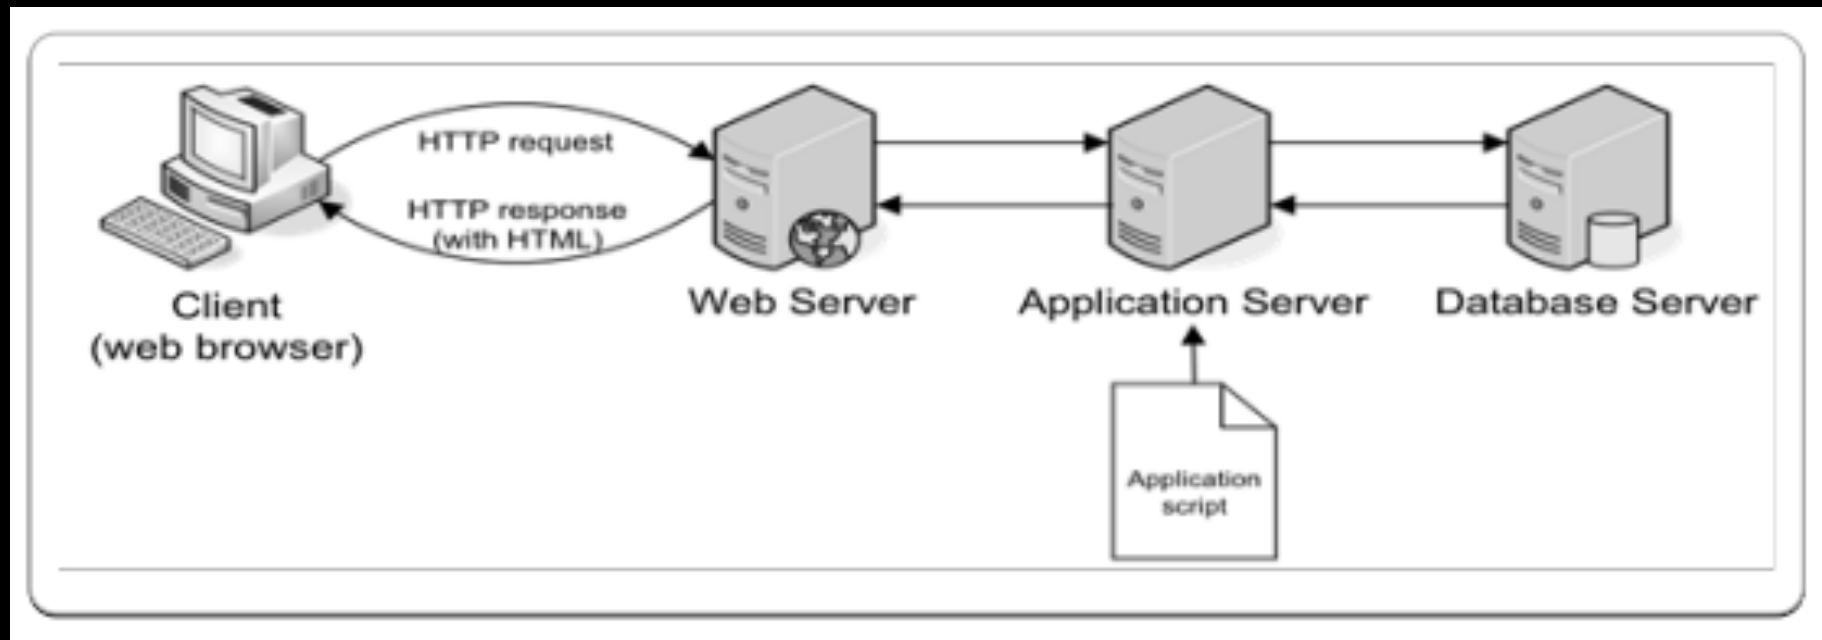 HTTP request
HTTP response
(with HTML)
Client
(web browser)
Web Server
Application Server
Database Server
Application
script